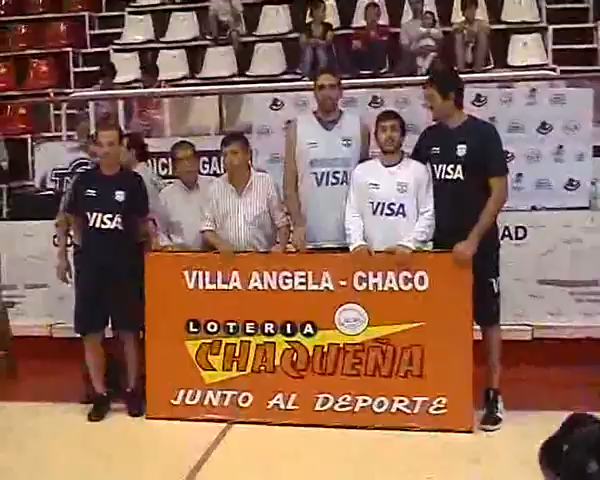 VISA
VISA
VISA
VISA
VILLA ANGELA - CHACO
LOTERIA
CHAQUEÑA
JUNTO AL DEPORTE